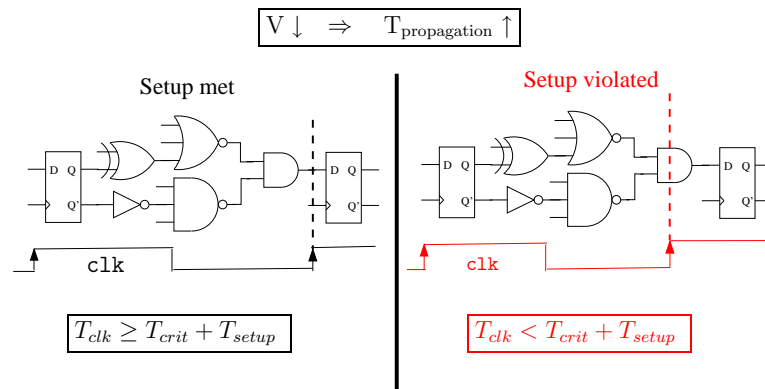 V ↓ ⇒ T_propagation ↑
Setup met
Setup violated
D Q
Q'
D Q
Q'
D Q
Q'
D Q
Q'
clk
clk
T_clk ≥ T_crit + T_setup
T_clk < T_crit + T_setup